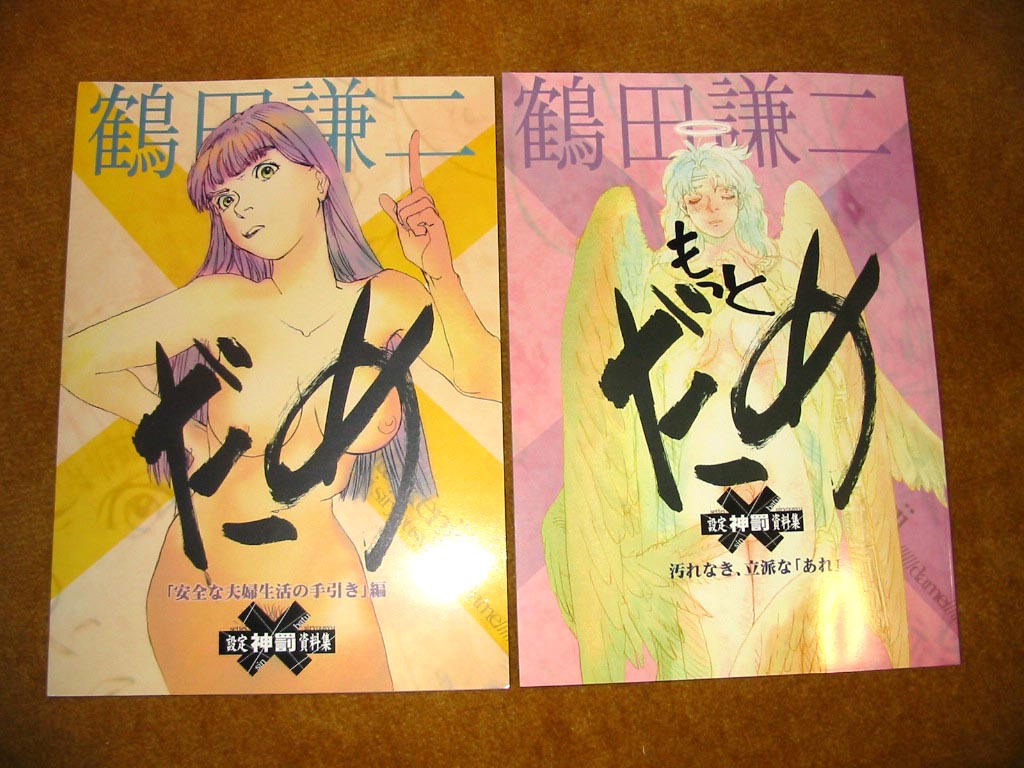 鶴田謙二
だめ
「安全な夫婦生活の手引き」編
設定 神罰 資料集
sin
鶴田謙二
もっと
だめ
設定 神罰 資料集
sin
汚れなき、立派な「あれ」